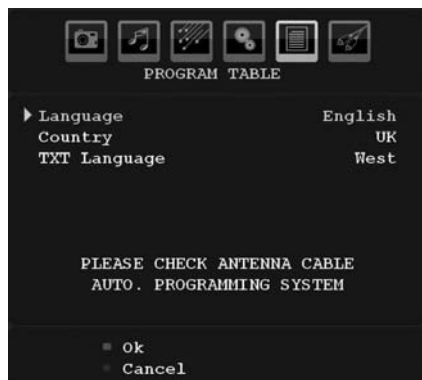 PROGRAM TABLE
Language English
Country UK
TXT Language West
PLEASE CHECK ANTENNA CABLE
AUTO. PROGRAMMING SYSTEM
Ok
Cancel